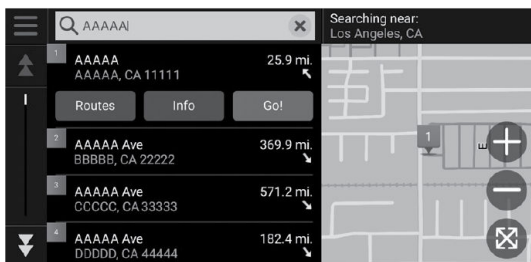 AAAAA
Searching near:
Los Angeles, CA
1
AAAAA
25.9 mi.
AAAAA, CA 11111
Routes
Info
Go!
2
AAAAA Ave
369.9 mi.
BBBBB, CA 22222
3
AAAAA Ave
571.2 mi.
CCCCC, CA 33333
4
AAAAA Ave
182.4 mi.
DDDDD, CA 44444
1
E